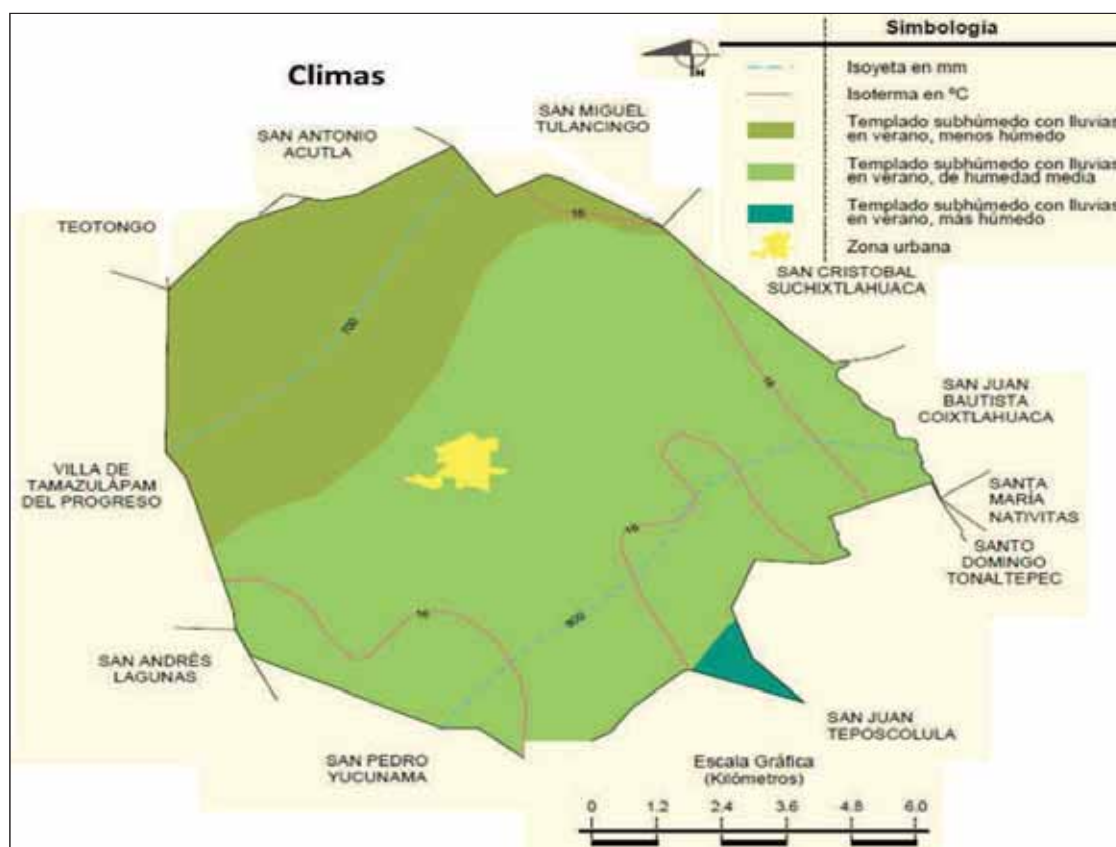 Climas
Simbología
Isoyeta en mm
Isoterma en ºC
Templado subhúmedo con lluvias
en verano, menos húmedo
Templado subhúmedo con lluvias
en verano, de humedad media
Templado subhúmedo con lluvias
en verano, más húmedo
Zona urbana
N
SAN MIGUEL
TULANCINGO
SAN ANTONIO
ACUTLA
TEOTONGO
SAN CRISTOBAL
SUCHIXTLAHUACA
SAN JUAN
BAUTISTA
COIXTLAHUACA
VILLA DE
TAMAZULÁPAM
DEL PROGRESO
SANTA
MARÍA
NATIVITAS
SANTO
DOMINGO
TONALTEPEC
SAN ANDRÉS
LAGUNAS
SAN PEDRO
YUCUNAMA
SAN JUAN
TEPOSCOLULA
700
800
16
16
Escala Gráfica
(Kilómetros)
0 1.2 2.4 3.6 4.8 6.0